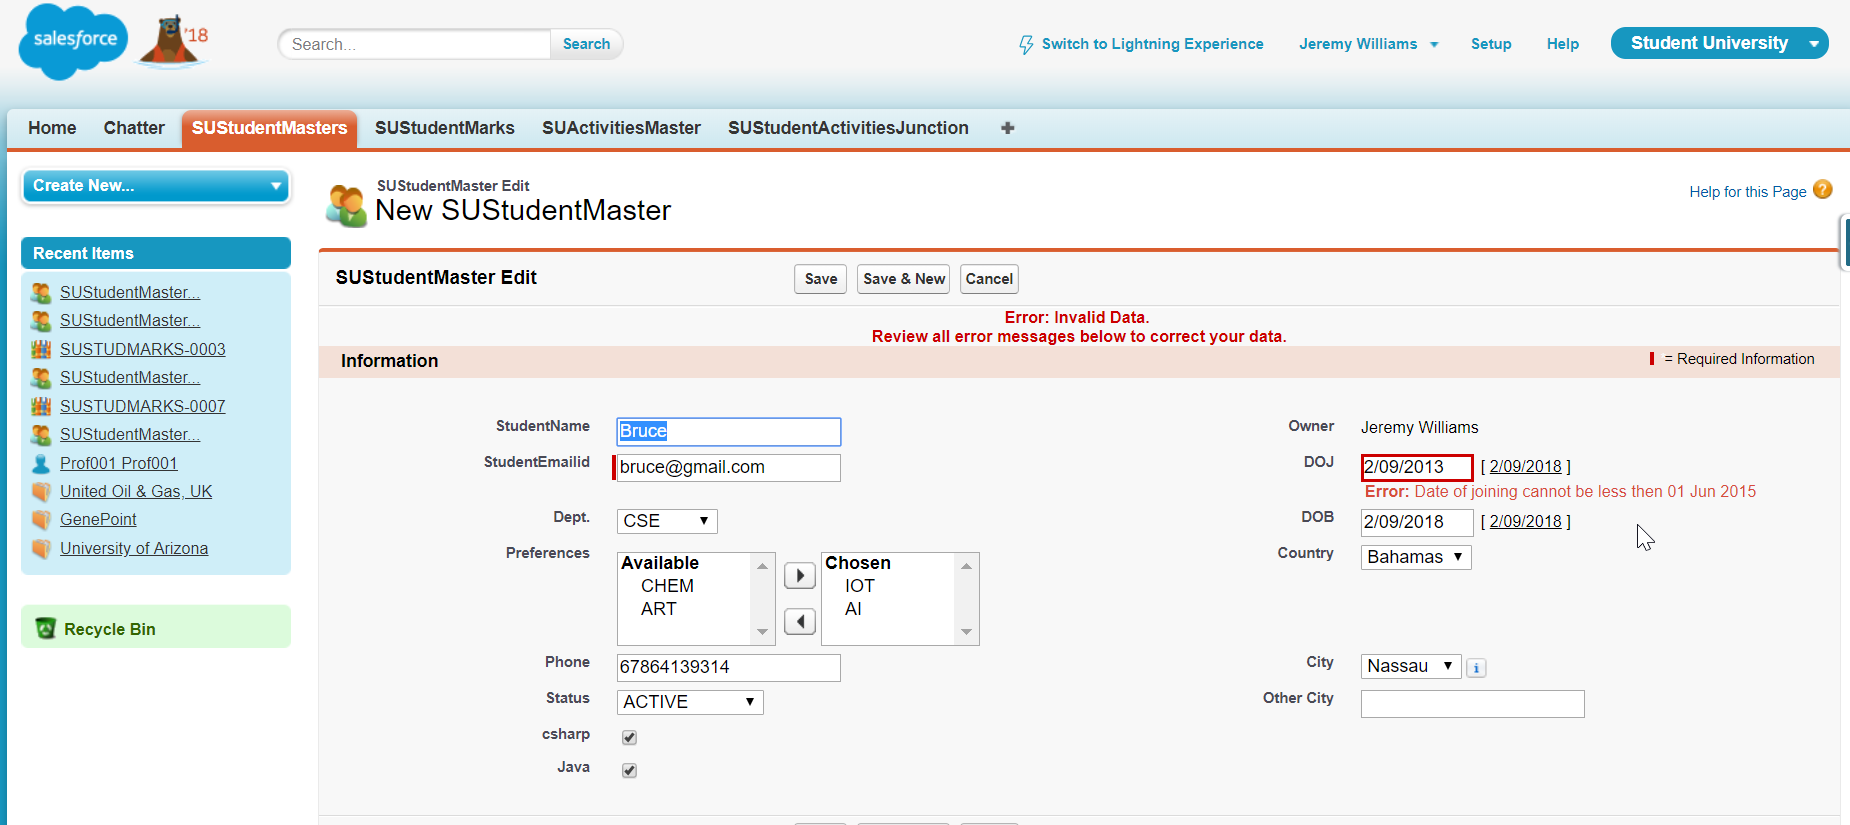 salesforce
'18
Search...
Search
Switch to Lightning Experience
Jeremy Williams
Setup
Help
Student University
Home
Chatter
SUStudentMasters
SUStudentMarks
SUActivitiesMaster
SUStudentActivitiesJunction
Create New...
Recent Items
SUStudentMaster...
SUStudentMaster...
SUSTUDMARKS-0003
SUStudentMaster...
SUSTUDMARKS-0007
SUStudentMaster...
Prof001 Prof001
United Oil & Gas, UK
GenePoint
University of Arizona
Recycle Bin
SUStudentMaster Edit
New SUStudentMaster
Help for this Page ?
SUStudentMaster Edit
Save
Save & New
Cancel
Error: Invalid Data.
Review all error messages below to correct your data.
Information
= Required Information
StudentName Bruce
Owner Jeremy Williams
StudentEmailid bruce@gmail.com
DOJ 2/09/2013 [ 2/09/2018 ]
Error: Date of joining cannot be less then 01 Jun 2015
Dept. CSE
DOB 2/09/2018 [ 2/09/2018 ]
Preferences
Available
CHEM
ART
Chosen
IOT
AI
Country Bahamas
Phone 67864139314
City Nassau i
Status ACTIVE
Other City
csharp
Java